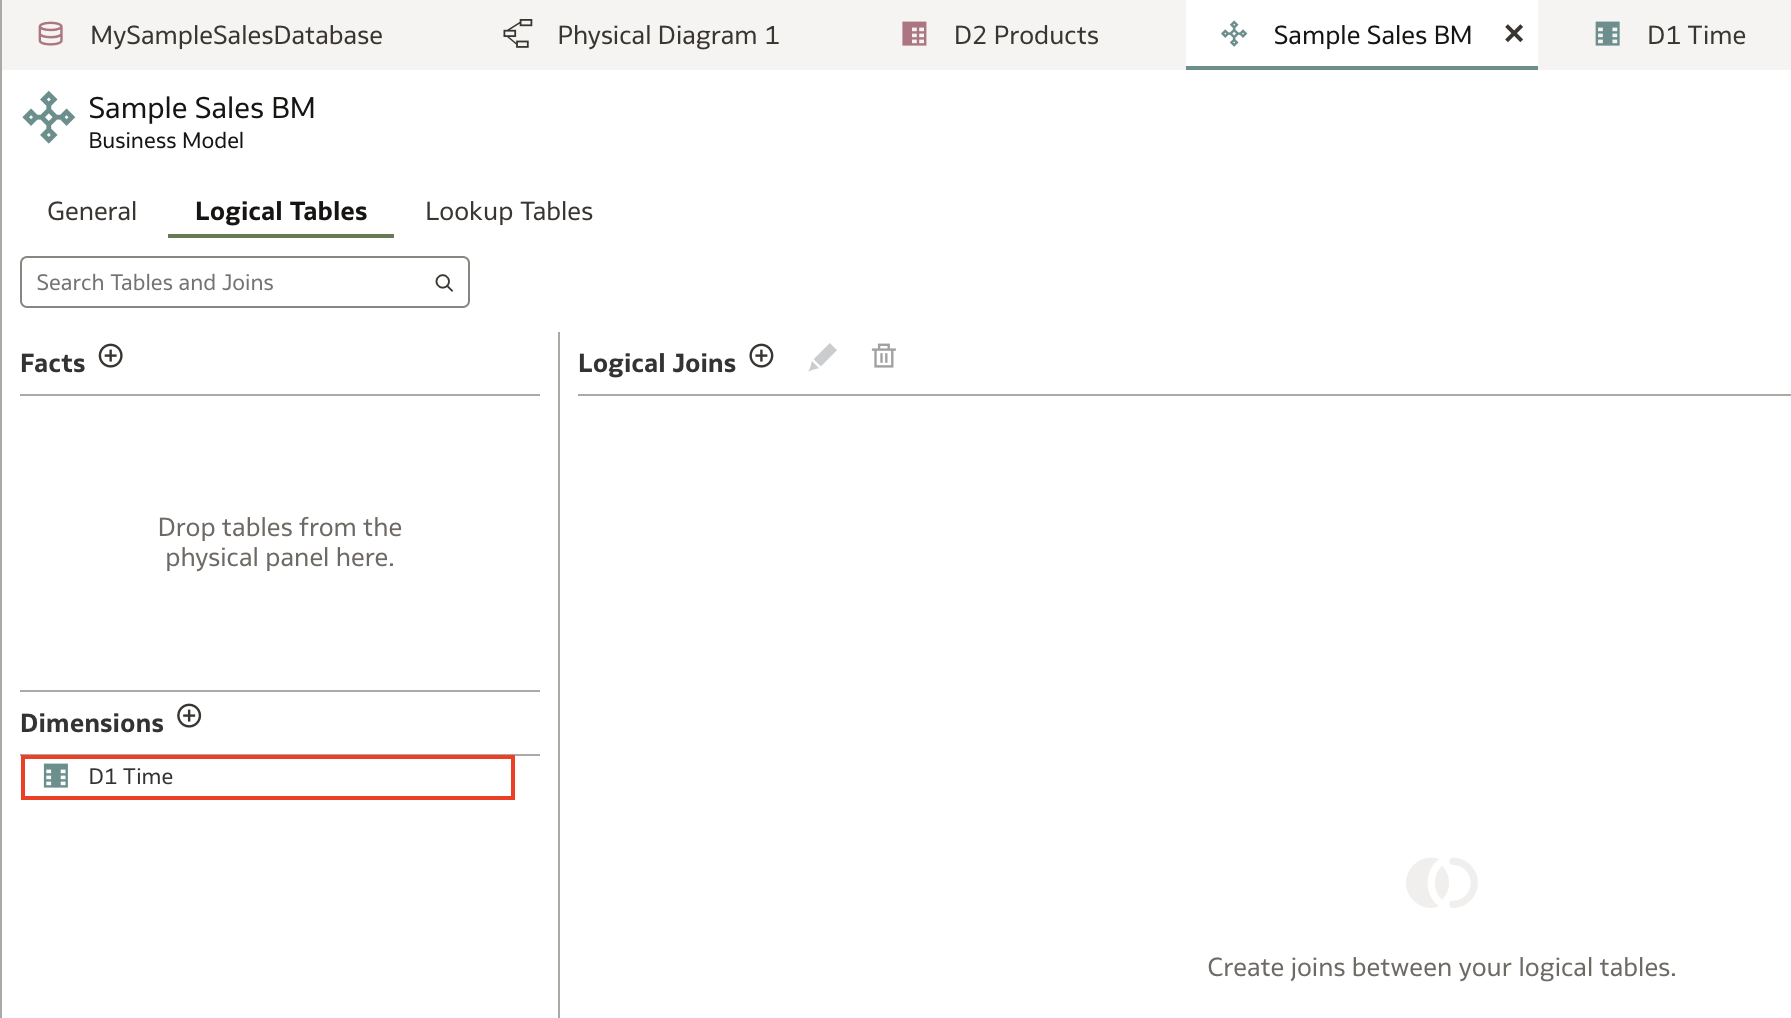 MySampleSalesDatabase
Physical Diagram 1
D2 Products
Sample Sales BM
D1 Time
Sample Sales BM
Business Model
General
Logical Tables
Lookup Tables
Search Tables and Joins
Facts
Logical Joins
Drop tables from the
physical panel here.
Dimensions
D1 Time
Create joins between your logical tables.